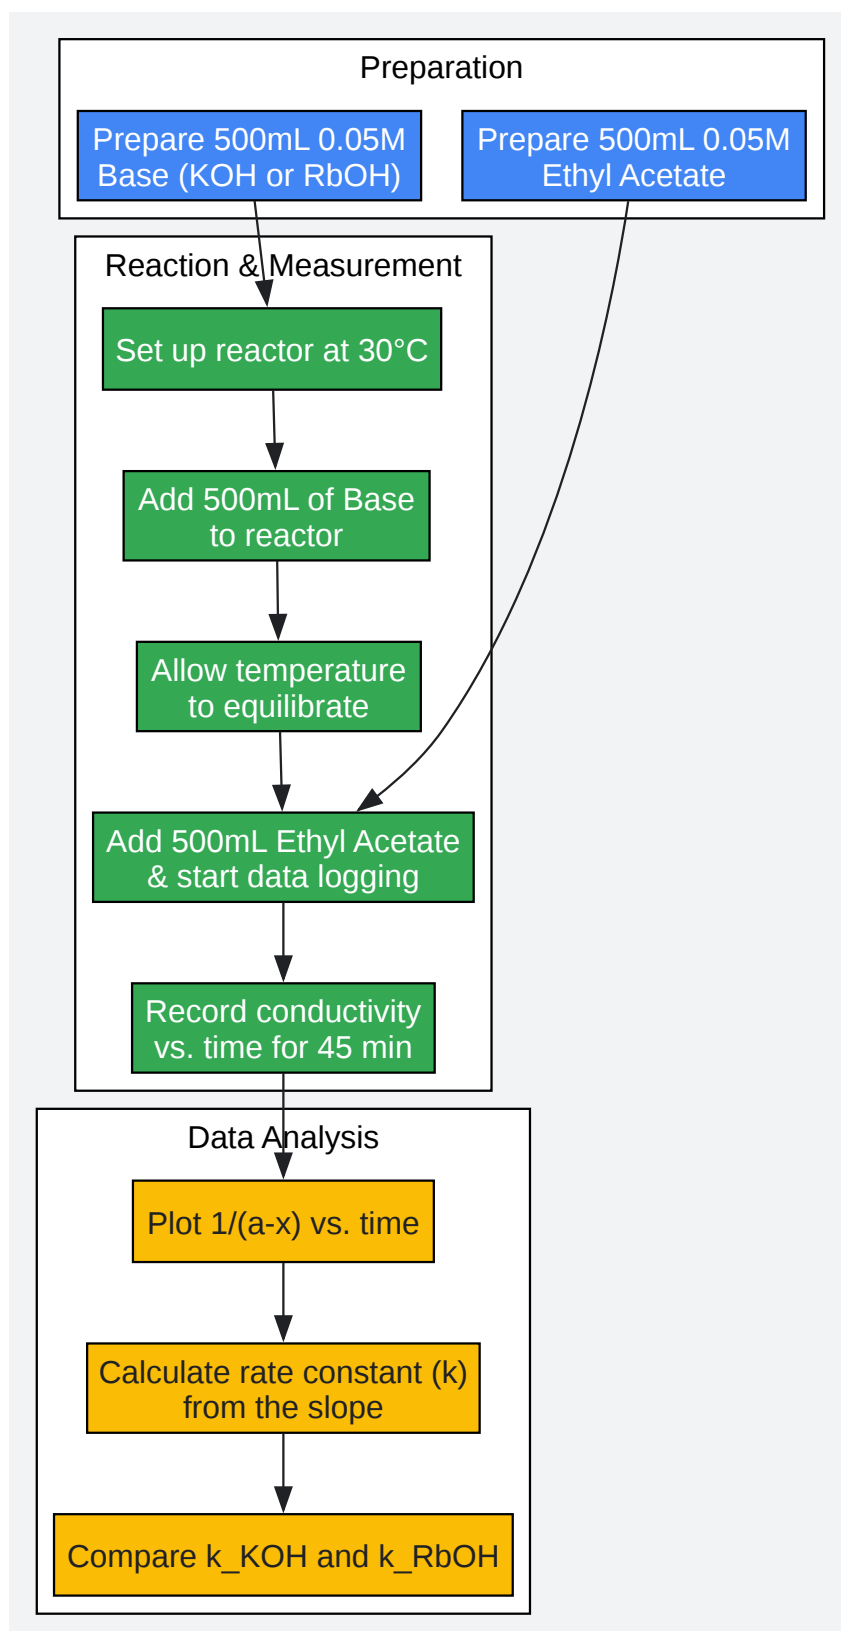 Preparation
Prepare 500mL 0.05M
Base (KOH or RbOH)
Prepare 500mL 0.05M
Ethyl Acetate
Reaction & Measurement
Set up reactor at 30°C
Add 500mL of Base
to reactor
Allow temperature
to equilibrate
Add 500mL Ethyl Acetate
& start data logging
Record conductivity
vs. time for 45 min
Data Analysis
Plot 1/(a-x) vs. time
Calculate rate constant (k)
from the slope
Compare k_KOH and k_RbOH